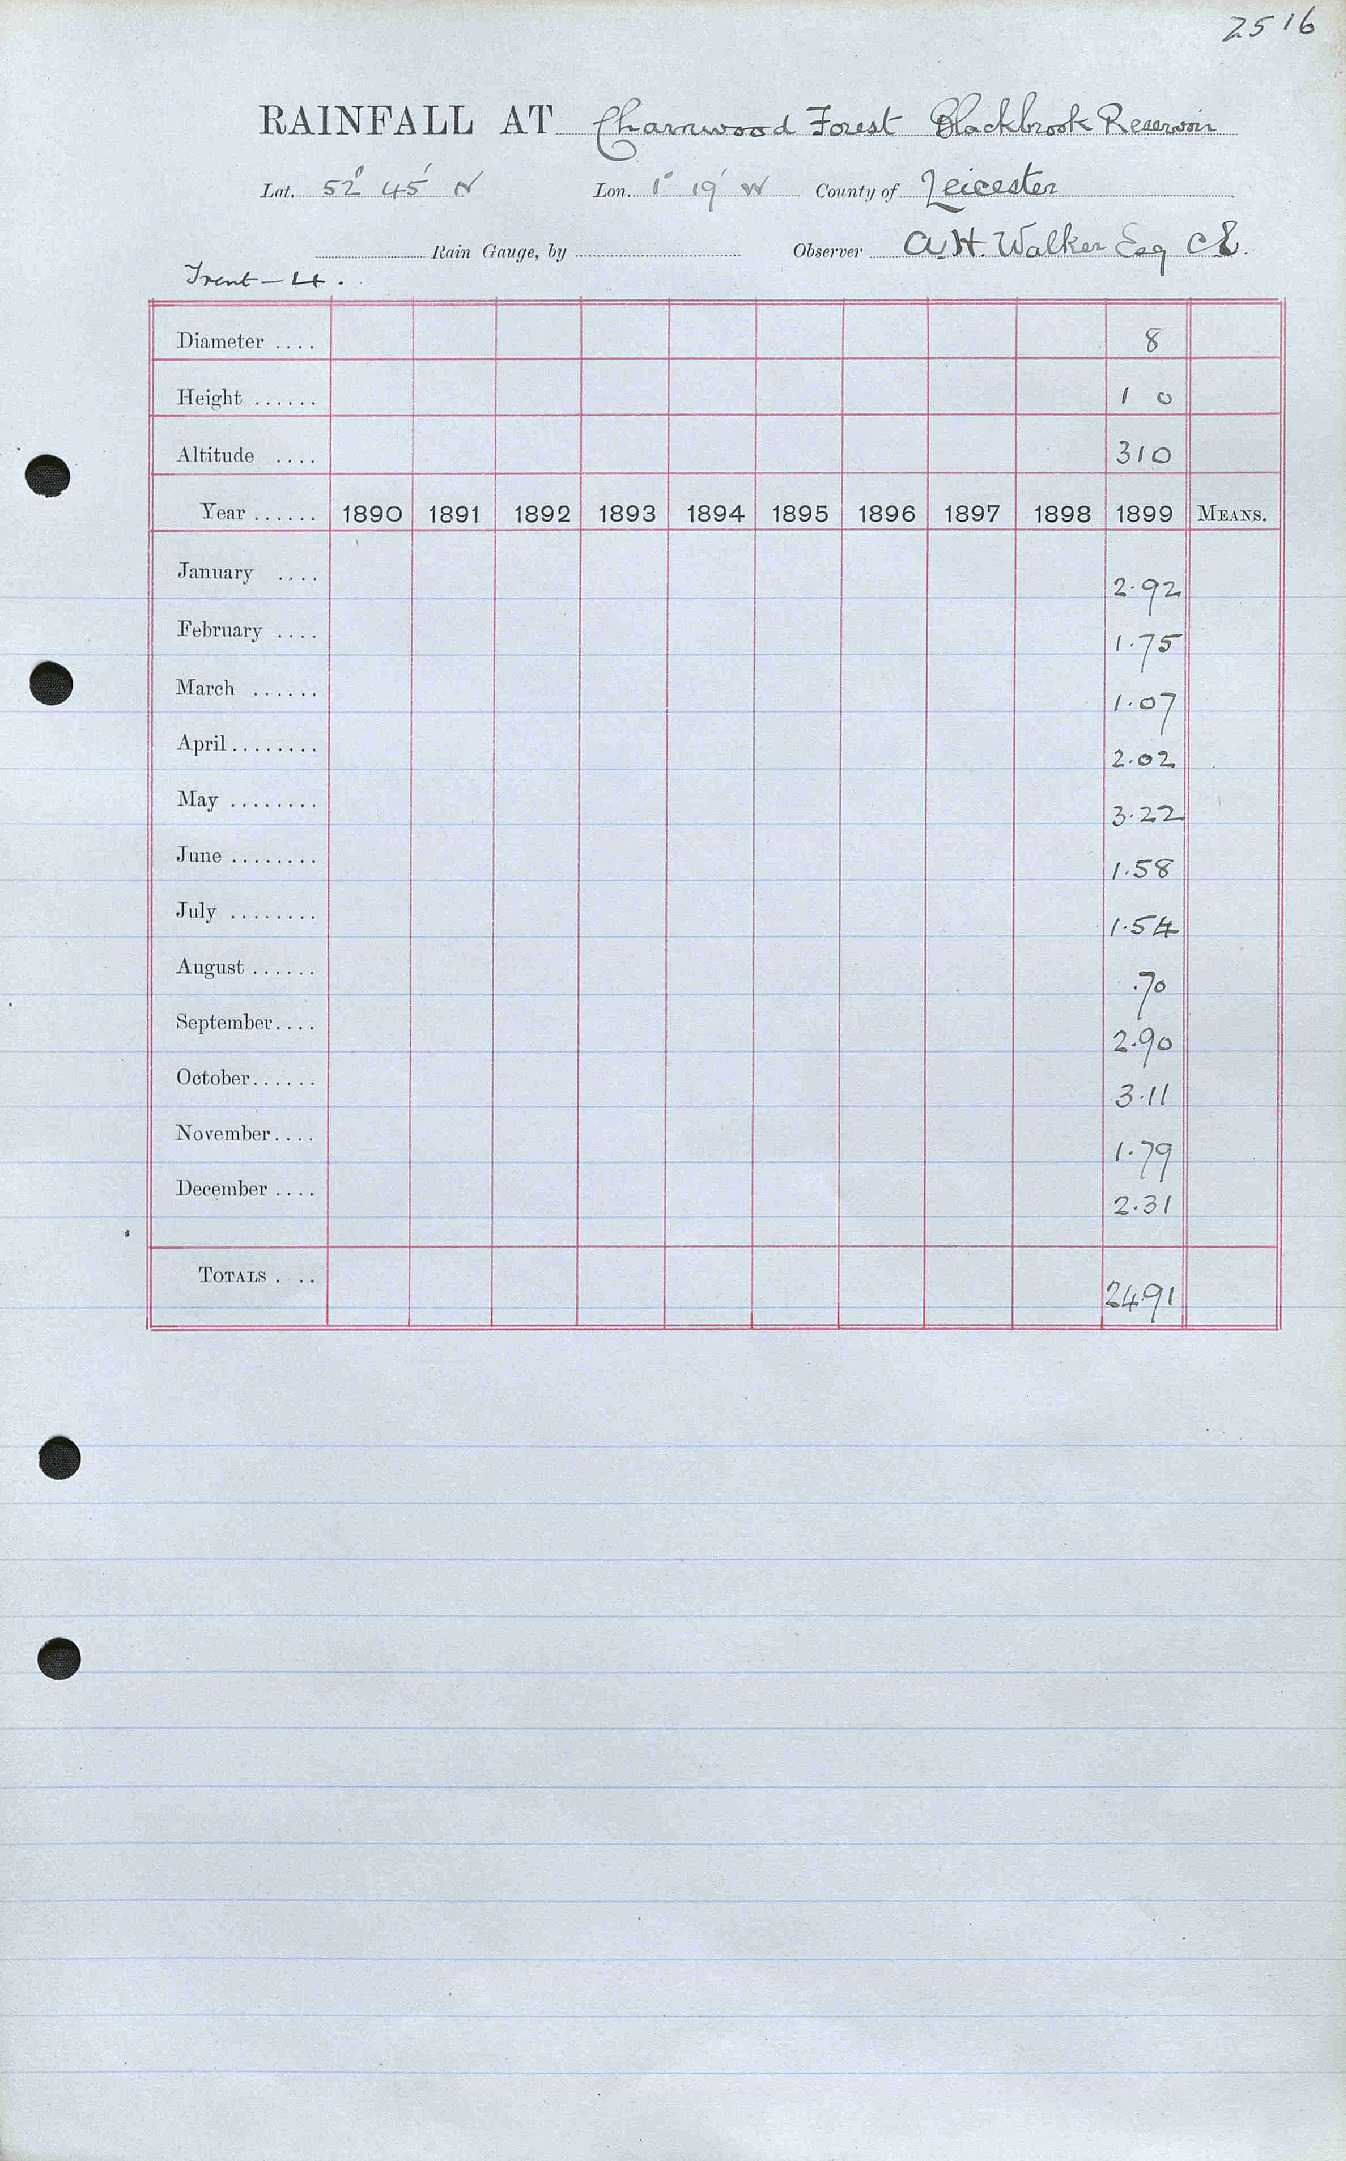 2516
RAINFALL AT Charnwood Forest Blackbrook Reservoir
Lat. 52° 45' N Lon. 1° 19' W County of Leicester
Rain Gauge, by Observer A.H. Walker Esq C.E.
Trent — 4.
Diameter .... 8
Height ...... 1 0
Altitude .... 310
Year ...... 1890 1891 1892 1893 1894 1895 1896 1897 1898 1899 MEANS.
January .... 2.92
February .... 1.75
March ...... 1.07
April........ 2.02
May ........ 3.22
June ........ 1.58
July ........ 1.54
August ...... .70
September.... 2.90
October...... 3.11
November.... 1.79
December .... 2.31
TOTALS . .. 24.91